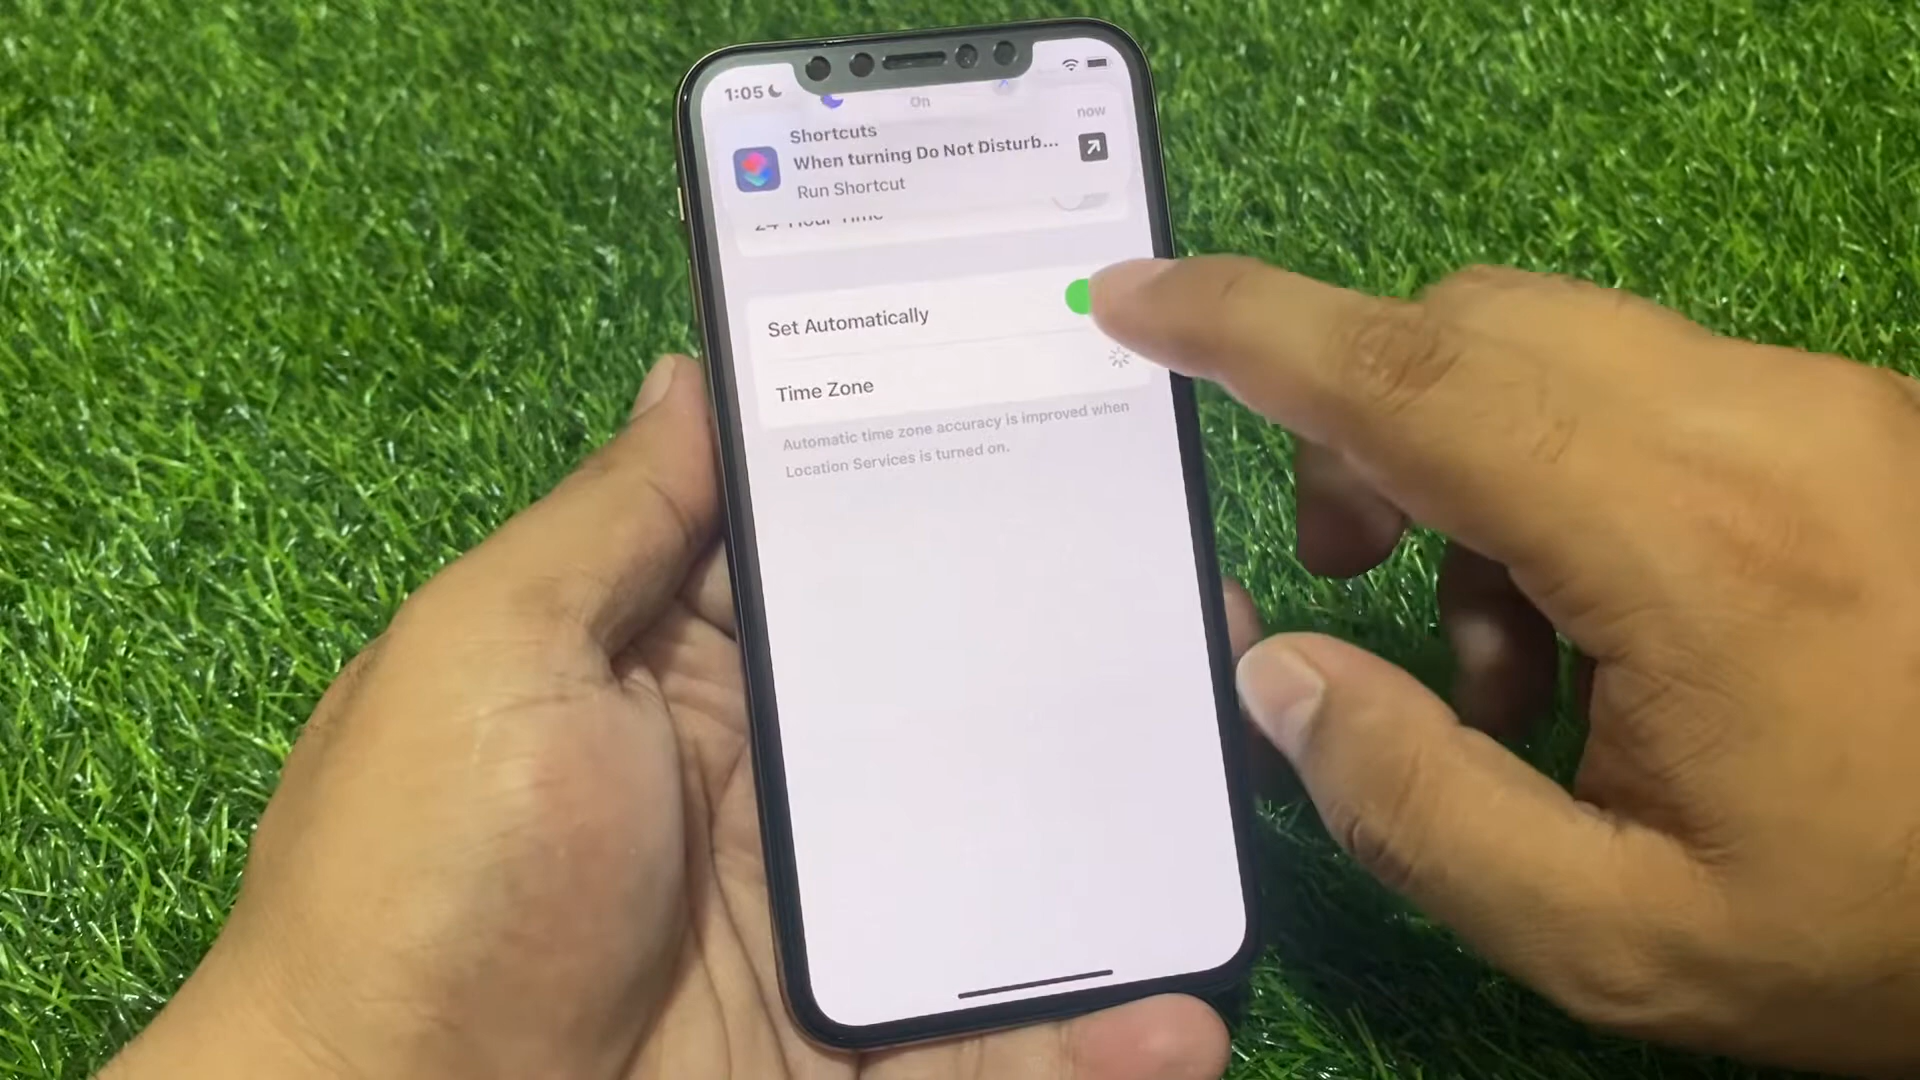 1:05
On
Shortcuts
now
When turning Do Not Disturb...
Run Shortcut
24-Hour Time
Set Automatically
Time Zone
Automatic time zone accuracy is improved when
Location Services is turned on.